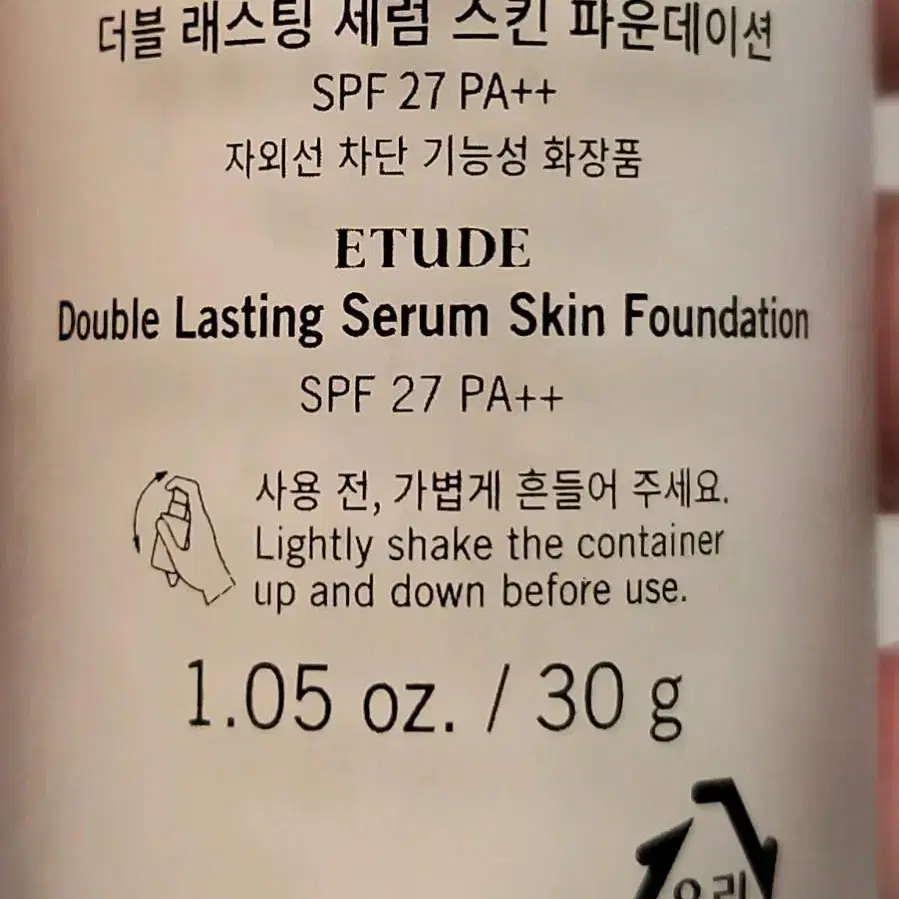 더블 래스팅 세럼 스킨 파운데이션
SPF 27 PA++
자외선 차단 기능성 화장품
ETUDE
Double Lasting Serum Skin Foundation
SPF 27 PA++
사용 전, 가볍게 흔들어 주세요.
Lightly shake the container
up and down before use.
1.05 oz. / 30 g
유리